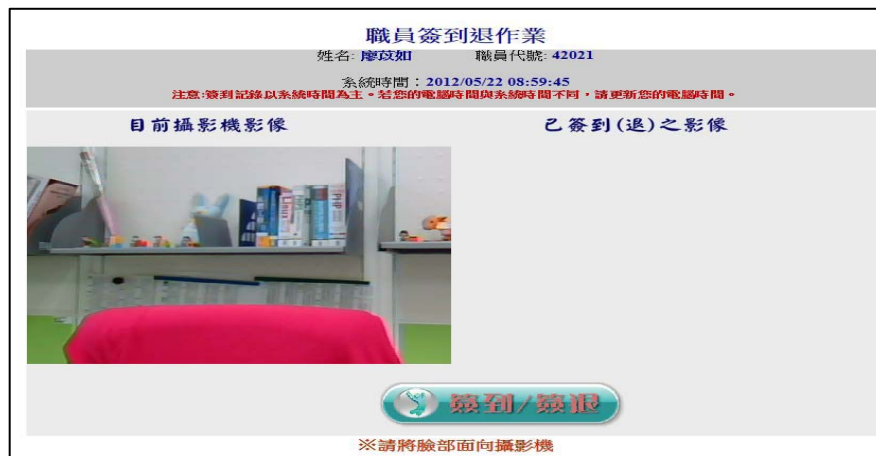 職員簽到退作業
姓名: 廖苡如 職員代號: 42021
系統時間：2012/05/22 08:59:45
注意:簽到記錄以系統時間為主。若您的電腦時間與系統時間不同，請更新您的電腦時間。
目前攝影機影像 已簽到(退)之影像
Linux
PHP
簽到/簽退
※請將臉部面向攝影機